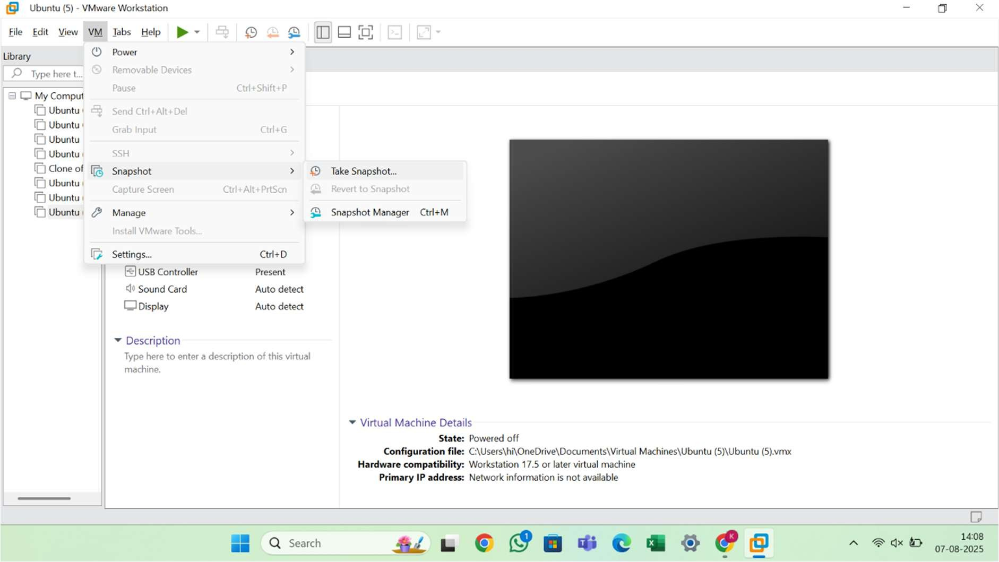 Ubuntu (5) - VMware Workstation
File Edit View VM Tabs Help
Library
Type here t...
My Comput
Ubuntu
Ubuntu
Ubuntu
Ubuntu
Clone of
Ubuntu
Ubuntu
Ubuntu
Power
Removable Devices
Pause Ctrl+Shift+P
Send Ctrl+Alt+Del
Grab Input Ctrl+G
SSH
Snapshot
Capture Screen Ctrl+Alt+PrtScn
Manage
Install VMware Tools...
Settings... Ctrl+D
Take Snapshot...
Revert to Snapshot
Snapshot Manager Ctrl+M
USB Controller Present
Sound Card Auto detect
Display Auto detect
Description
Type here to enter a description of this virtual
machine.
Virtual Machine Details
State: Powered off
Configuration file: C:\Users\hi\OneDrive\Documents\Virtual Machines\Ubuntu (5)\Ubuntu (5).vmx
Hardware compatibility: Workstation 17.5 or later virtual machine
Primary IP address: Network information is not available
Search
1
K
14:08
07-08-2025